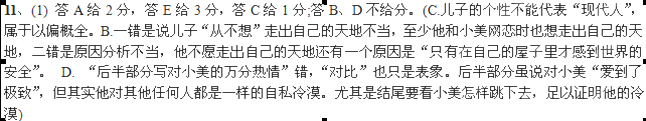 11、(1) 答 A 给 2 分，答 E 给 3 分，答 C 给 1 分;答 B、D 不给分。(C.儿子的个性不能代表“现代人”，
属于以偏概全。B.一错是说儿子“从不想”走出自己的天地不当，至少他和小美网恋时也想走出自己的天
地，二错是原因分析不当，他不愿走出自己的天地还有一个原因是“只有在自己的屋子里才感到世界的
安全”。 D. “后半部分写对小美的万分热情”错，“对比”也只是表象。后半部分虽说对小美“爱到了
极致”，但其实他对其他任何人都是一样的自私冷漠。尤其是结尾要看小美怎样跳下去，足以证明他的冷
漠)